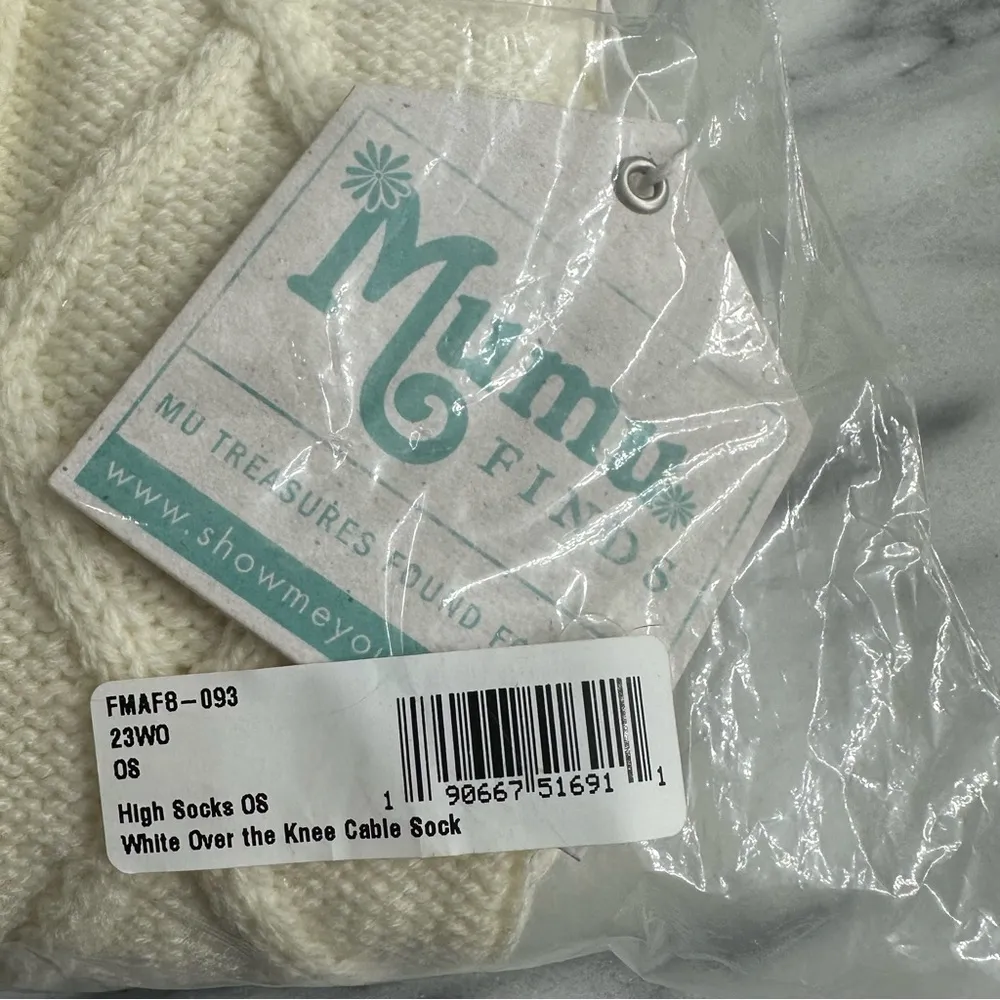 Mumu
FINDS
MU TREASURES FOUND
www.showmeyou
FMAF8-093
23WO
OS
High Socks OS
White Over the Knee Cable Sock
1 90667 51691 1